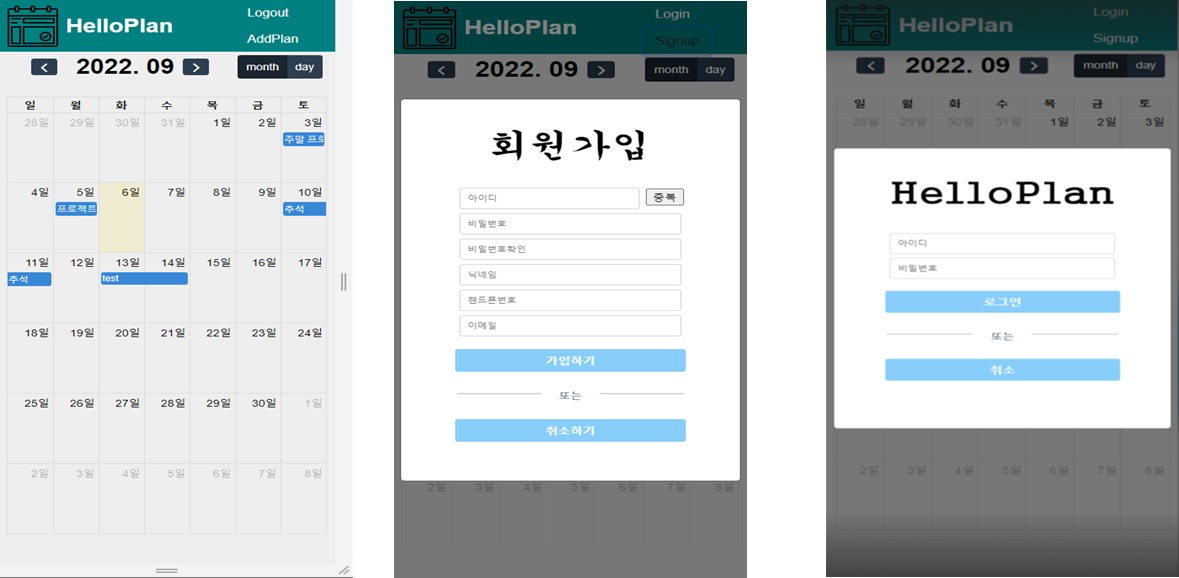 HelloPlan
Logout
AddPlan
2022. 09
month day
일 월 화 수 목 금 토
28일 29일 30일 31일 1일 2일 3일
주말 프로
4일 5일 6일 7일 8일 9일 10일
프로젝트 추석
11일 12일 13일 14일 15일 16일 17일
추석 test
18일 19일 20일 21일 22일 23일 24일
25일 26일 27일 28일 29일 30일 1일
2일 3일 4일 5일 6일 7일 8일
HelloPlan
Login
Signup
2022. 09
month day
회원가입
아이디 중복
비밀번호
비밀번호확인
닉네임
핸드폰번호
이메일
가입하기
또는
취소하기
2일 3일 4일 5일 6일 7일 8일
HelloPlan
Login
Signup
2022. 09
month day
일 월 화 수 목 금 토
28일 29일 30일 31일 1일 2일 3일
HelloPlan
아이디
비밀번호
로그인
또는
취소
2일 3일 4일 5일 6일 7일 8일